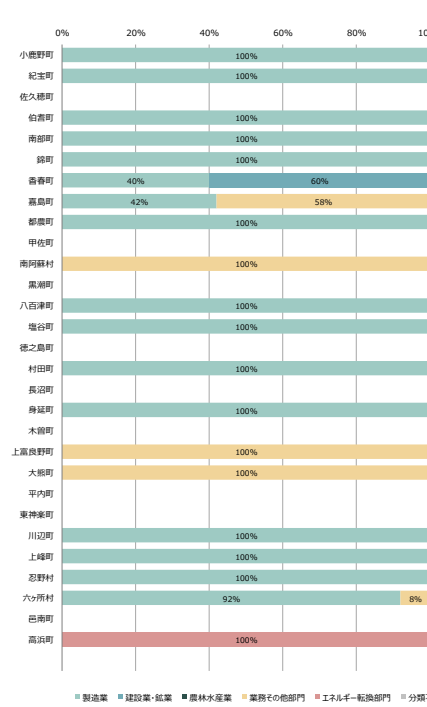 0% 20% 40% 60% 80% 10
小鹿野町 100%
紀宝町 100%
佐久穂町
伯耆町 100%
南部町 100%
錦町 100%
香春町 40% 60%
嘉島町 42% 58%
都農町 100%
甲佐町
南阿蘇村 100%
黒潮町
八百津町 100%
塩谷町 100%
徳之島町
村田町 100%
長沼町
身延町 100%
木曽町
上富良野町 100%
大熊町 100%
平内町
東神楽町
川辺町 100%
上峰町 100%
忍野村 100%
六ヶ所村 92% 8%
邑南町
高浜町 100%
製造業 建設業・鉱業 農林水産業 業務その他部門 エネルギー転換部門 分類